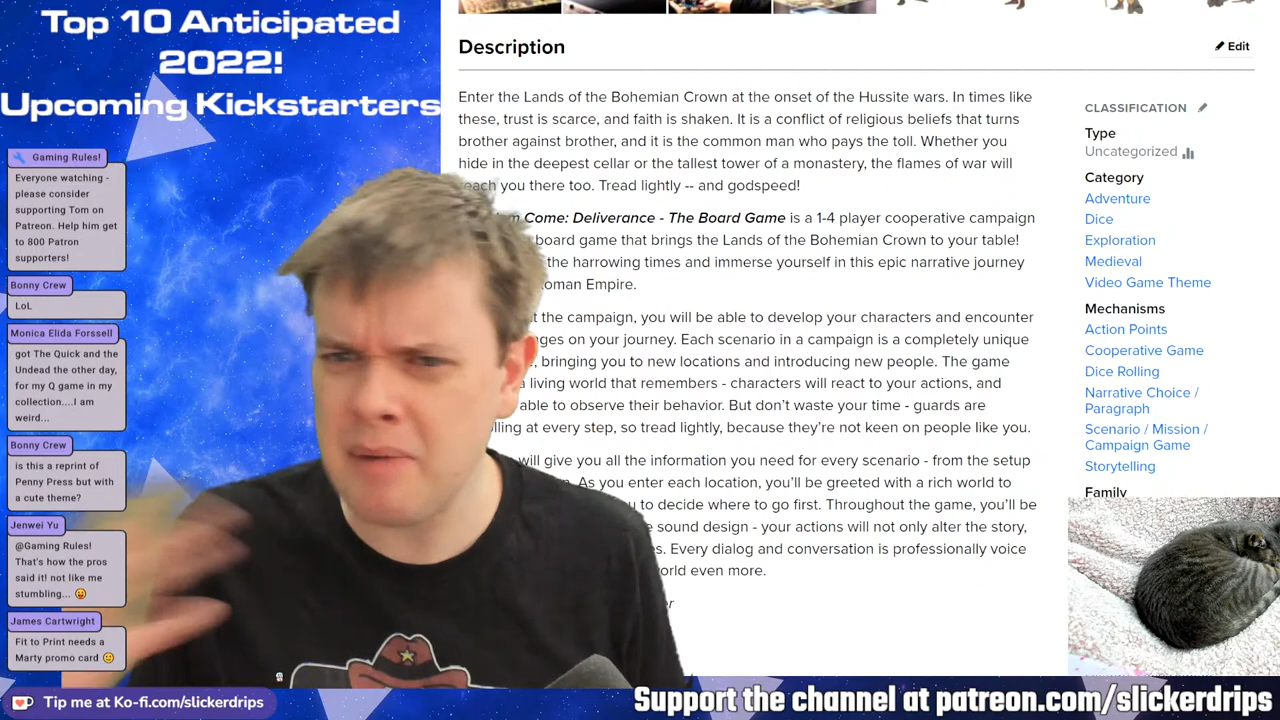 Top 10 Anticipated
2022!
Upcoming Kickstarters
Gaming Rules!
Everyone watching -
please consider
supporting Tom on
Patreon. Help him get
to 800 Patron
supporters!
Bonny Crew
LoL
Monica Elida Forssell
got The Quick and the
Undead the other day,
for my Q game in my
collection....I am
weird...
Bonny Crew
is this a reprint of
Penny Press but with
a cute theme?
Jenwei Yu
@Gaming Rules!
That's how the pros
said it! not like me
stumbling...
James Cartwright
Fit to Print needs a
Marty promo card
Description
Edit
Enter the Lands of the Bohemian Crown at the onset of the Hussite wars. In times like
these, trust is scarce, and faith is shaken. It is a conflict of religious beliefs that turns
brother against brother, and it is the common man who pays the toll. Whether you
hide in the deepest cellar or the tallest tower of a monastery, the flames of war will
reach you there too. Tread lightly -- and godspeed!
Come: Deliverance - The Board Game is a 1-4 player cooperative campaign
board game that brings the Lands of the Bohemian Crown to your table!
the harrowing times and immerse yourself in this epic narrative journey
Roman Empire.
the campaign, you will be able to develop your characters and encounter
on your journey. Each scenario in a campaign is a completely unique
, bringing you to new locations and introducing new people. The game
a living world that remembers - characters will react to your actions, and
able to observe their behavior. But don't waste your time - guards are
at every step, so tread lightly, because they're not keen on people like you.
will give you all the information you need for every scenario - from the setup
As you enter each location, you'll be greeted with a rich world to
to decide where to go first. Throughout the game, you'll be
sound design - your actions will not only alter the story,
Every dialog and conversation is professionally voice
world even more.
CLASSIFICATION
Type
Uncategorized
Category
Adventure
Dice
Exploration
Medieval
Video Game Theme
Mechanisms
Action Points
Cooperative Game
Dice Rolling
Narrative Choice /
Paragraph
Scenario / Mission /
Campaign Game
Storytelling
Family
Tip me at Ko-fi.com/slickerdrips
Support the channel at patreon.com/slickerdrips